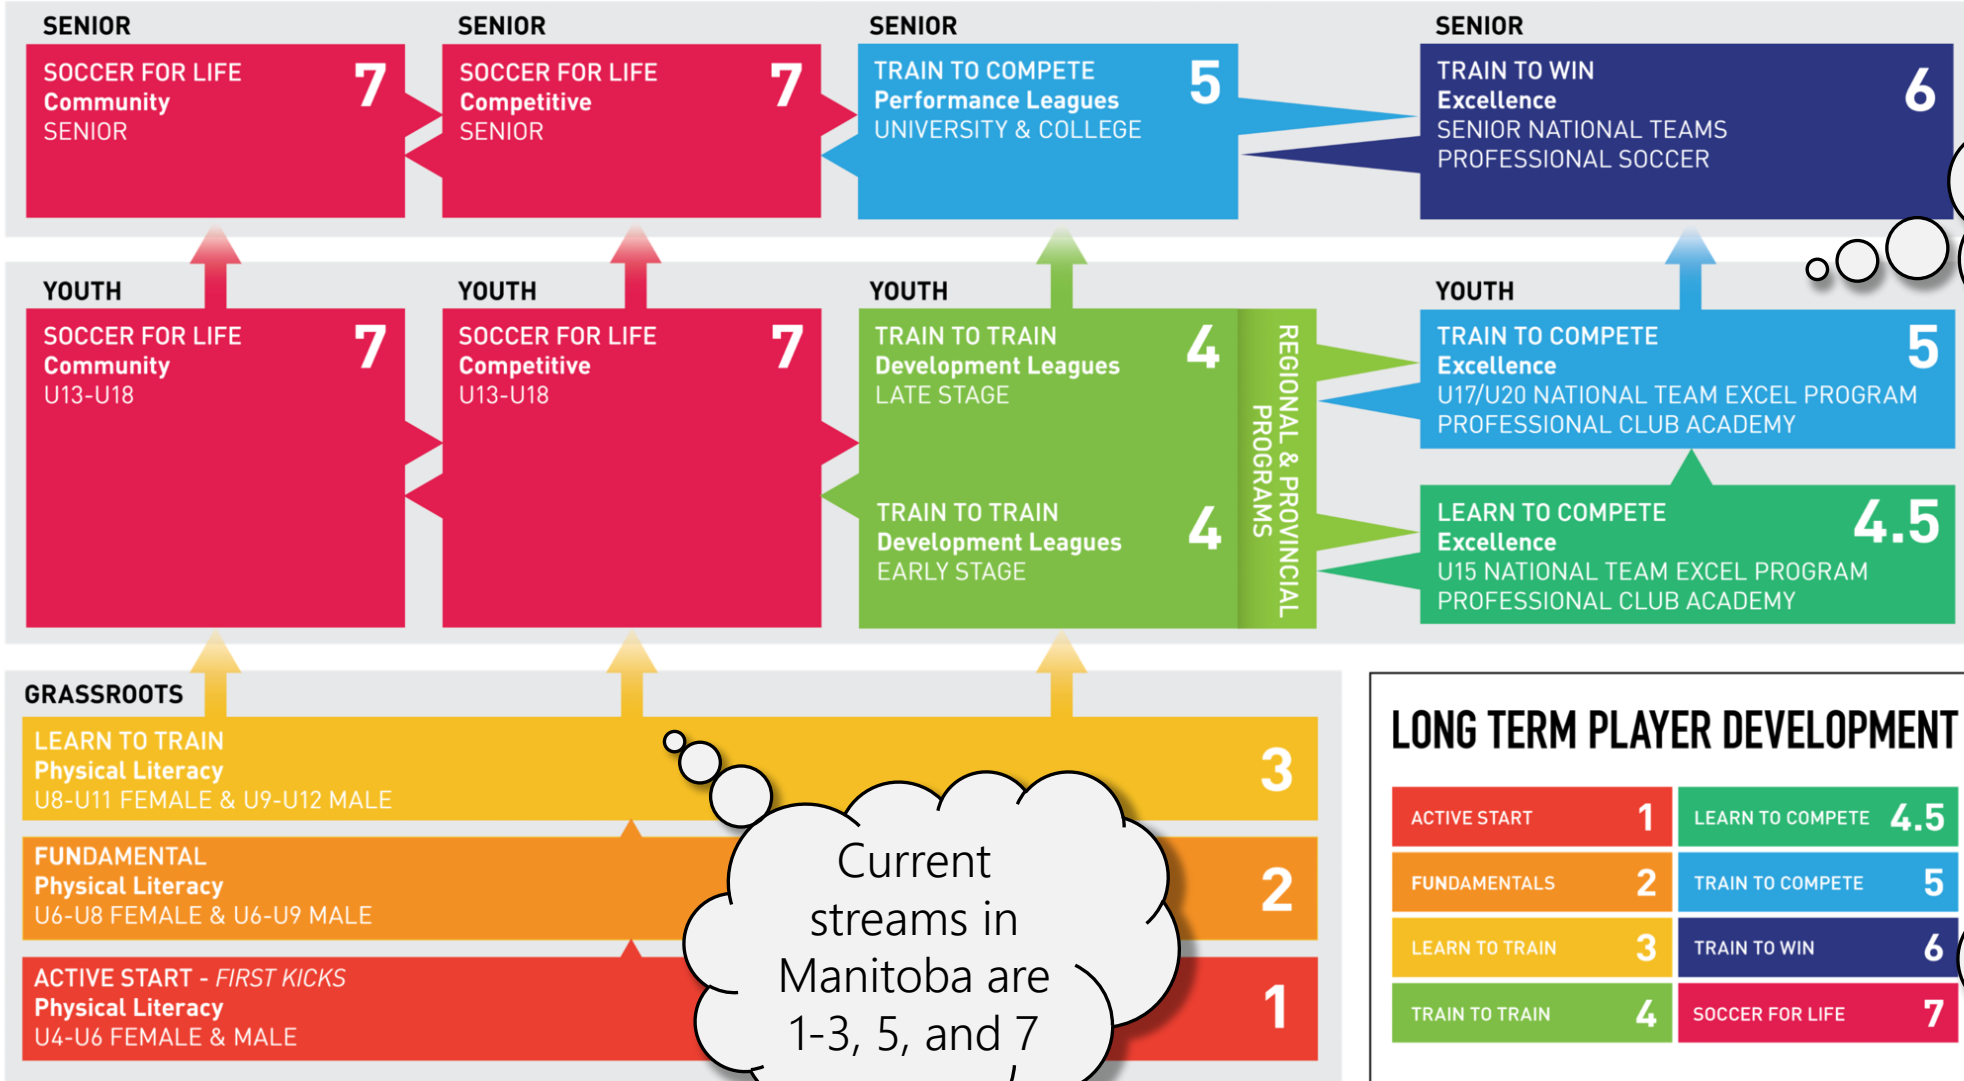 SENIOR
SOCCER FOR LIFE
Community
SENIOR
7
SENIOR
SOCCER FOR LIFE
Competitive
SENIOR
7
SENIOR
TRAIN TO COMPETE
Performance Leagues
UNIVERSITY & COLLEGE
5
SENIOR
TRAIN TO WIN
Excellence
SENIOR NATIONAL TEAMS
PROFESSIONAL SOCCER
6
YOUTH
SOCCER FOR LIFE
Community
U13-U18
7
YOUTH
SOCCER FOR LIFE
Competitive
U13-U18
7
YOUTH
TRAIN TO TRAIN
Development Leagues
LATE STAGE
4
TRAIN TO TRAIN
Development Leagues
EARLY STAGE
4
REGIONAL & PROVINCIAL
PROGRAMS
YOUTH
TRAIN TO COMPETE
Excellence
U17/U20 NATIONAL TEAM EXCEL PROGRAM
PROFESSIONAL CLUB ACADEMY
5
LEARN TO COMPETE
Excellence
U15 NATIONAL TEAM EXCEL PROGRAM
PROFESSIONAL CLUB ACADEMY
4.5
GRASSROOTS
LEARN TO TRAIN
Physical Literacy
U8-U11 FEMALE & U9-U12 MALE
3
FUNDAMENTAL
Physical Literacy
U6-U8 FEMALE & U6-U9 MALE
2
ACTIVE START - FIRST KICKS
Physical Literacy
U4-U6 FEMALE & MALE
1
Current
streams in
Manitoba are
1-3, 5, and 7
LONG TERM PLAYER DEVELOPMENT
ACTIVE START 1
LEARN TO COMPETE 4.5
FUNDAMENTALS 2
TRAIN TO COMPETE 5
LEARN TO TRAIN 3
TRAIN TO WIN 6
TRAIN TO TRAIN 4
SOCCER FOR LIFE 7